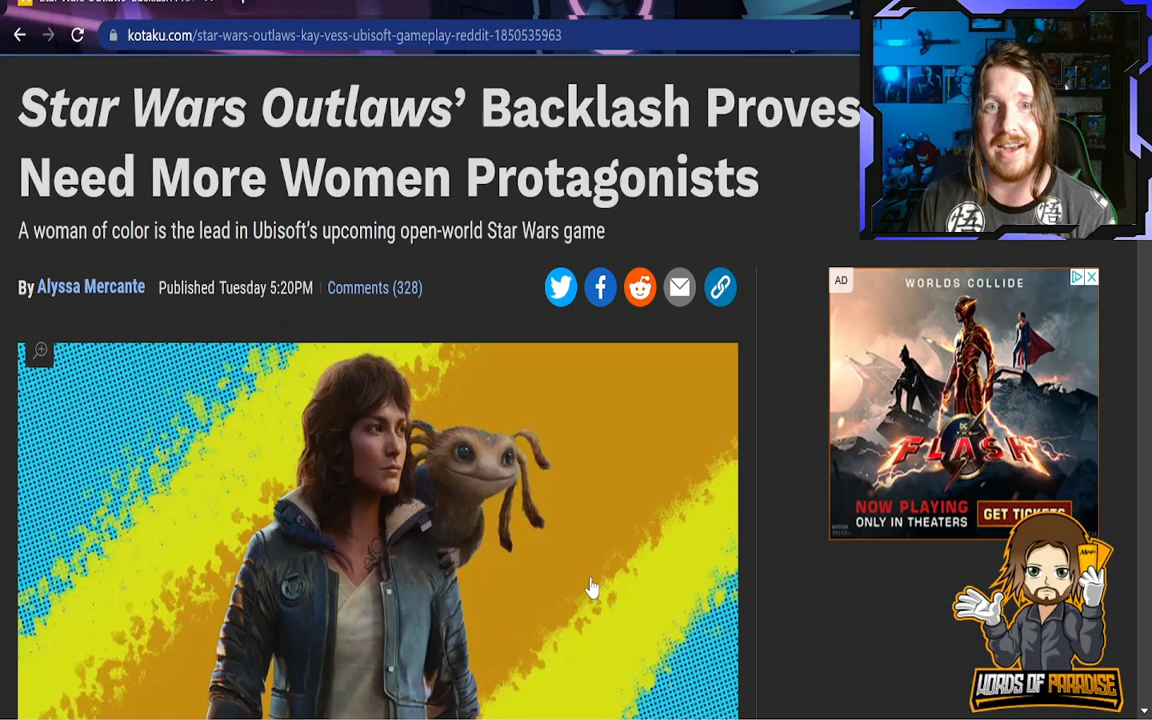 kotaku.com/star-wars-outlaws-kay-vess-ubisoft-gameplay-reddit-1850535963
Star Wars Outlaws’ Backlash Proves
Need More Women Protagonists
A woman of color is the lead in Ubisoft’s upcoming open-world Star Wars game
By Alyssa Mercante Published Tuesday 5:20PM Comments (328)
AD
WORLDS COLLIDE
THE
FLASH
NOW PLAYING
ONLY IN THEATERS
GET TICKETS
WORDS OF PARADISE